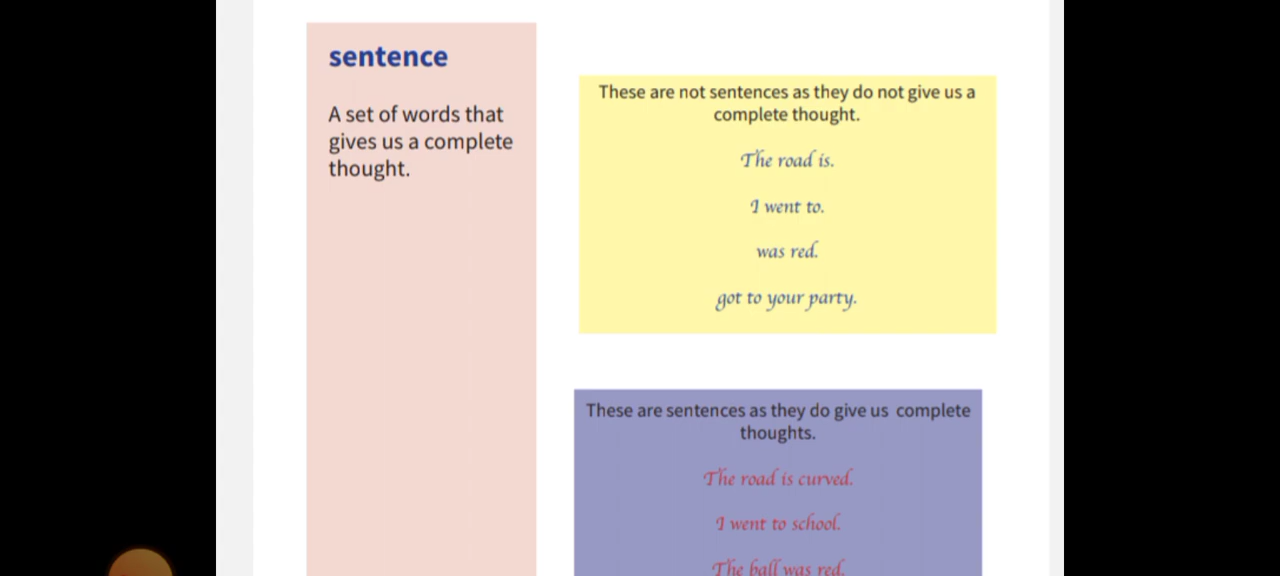 sentence
A set of words that
gives us a complete
thought.
These are not sentences as they do not give us a
complete thought.
The road is.
I went to.
was red.
got to your party.
These are sentences as they do give us complete
thoughts.
The road is curved.
I went to school.
The ball was red.